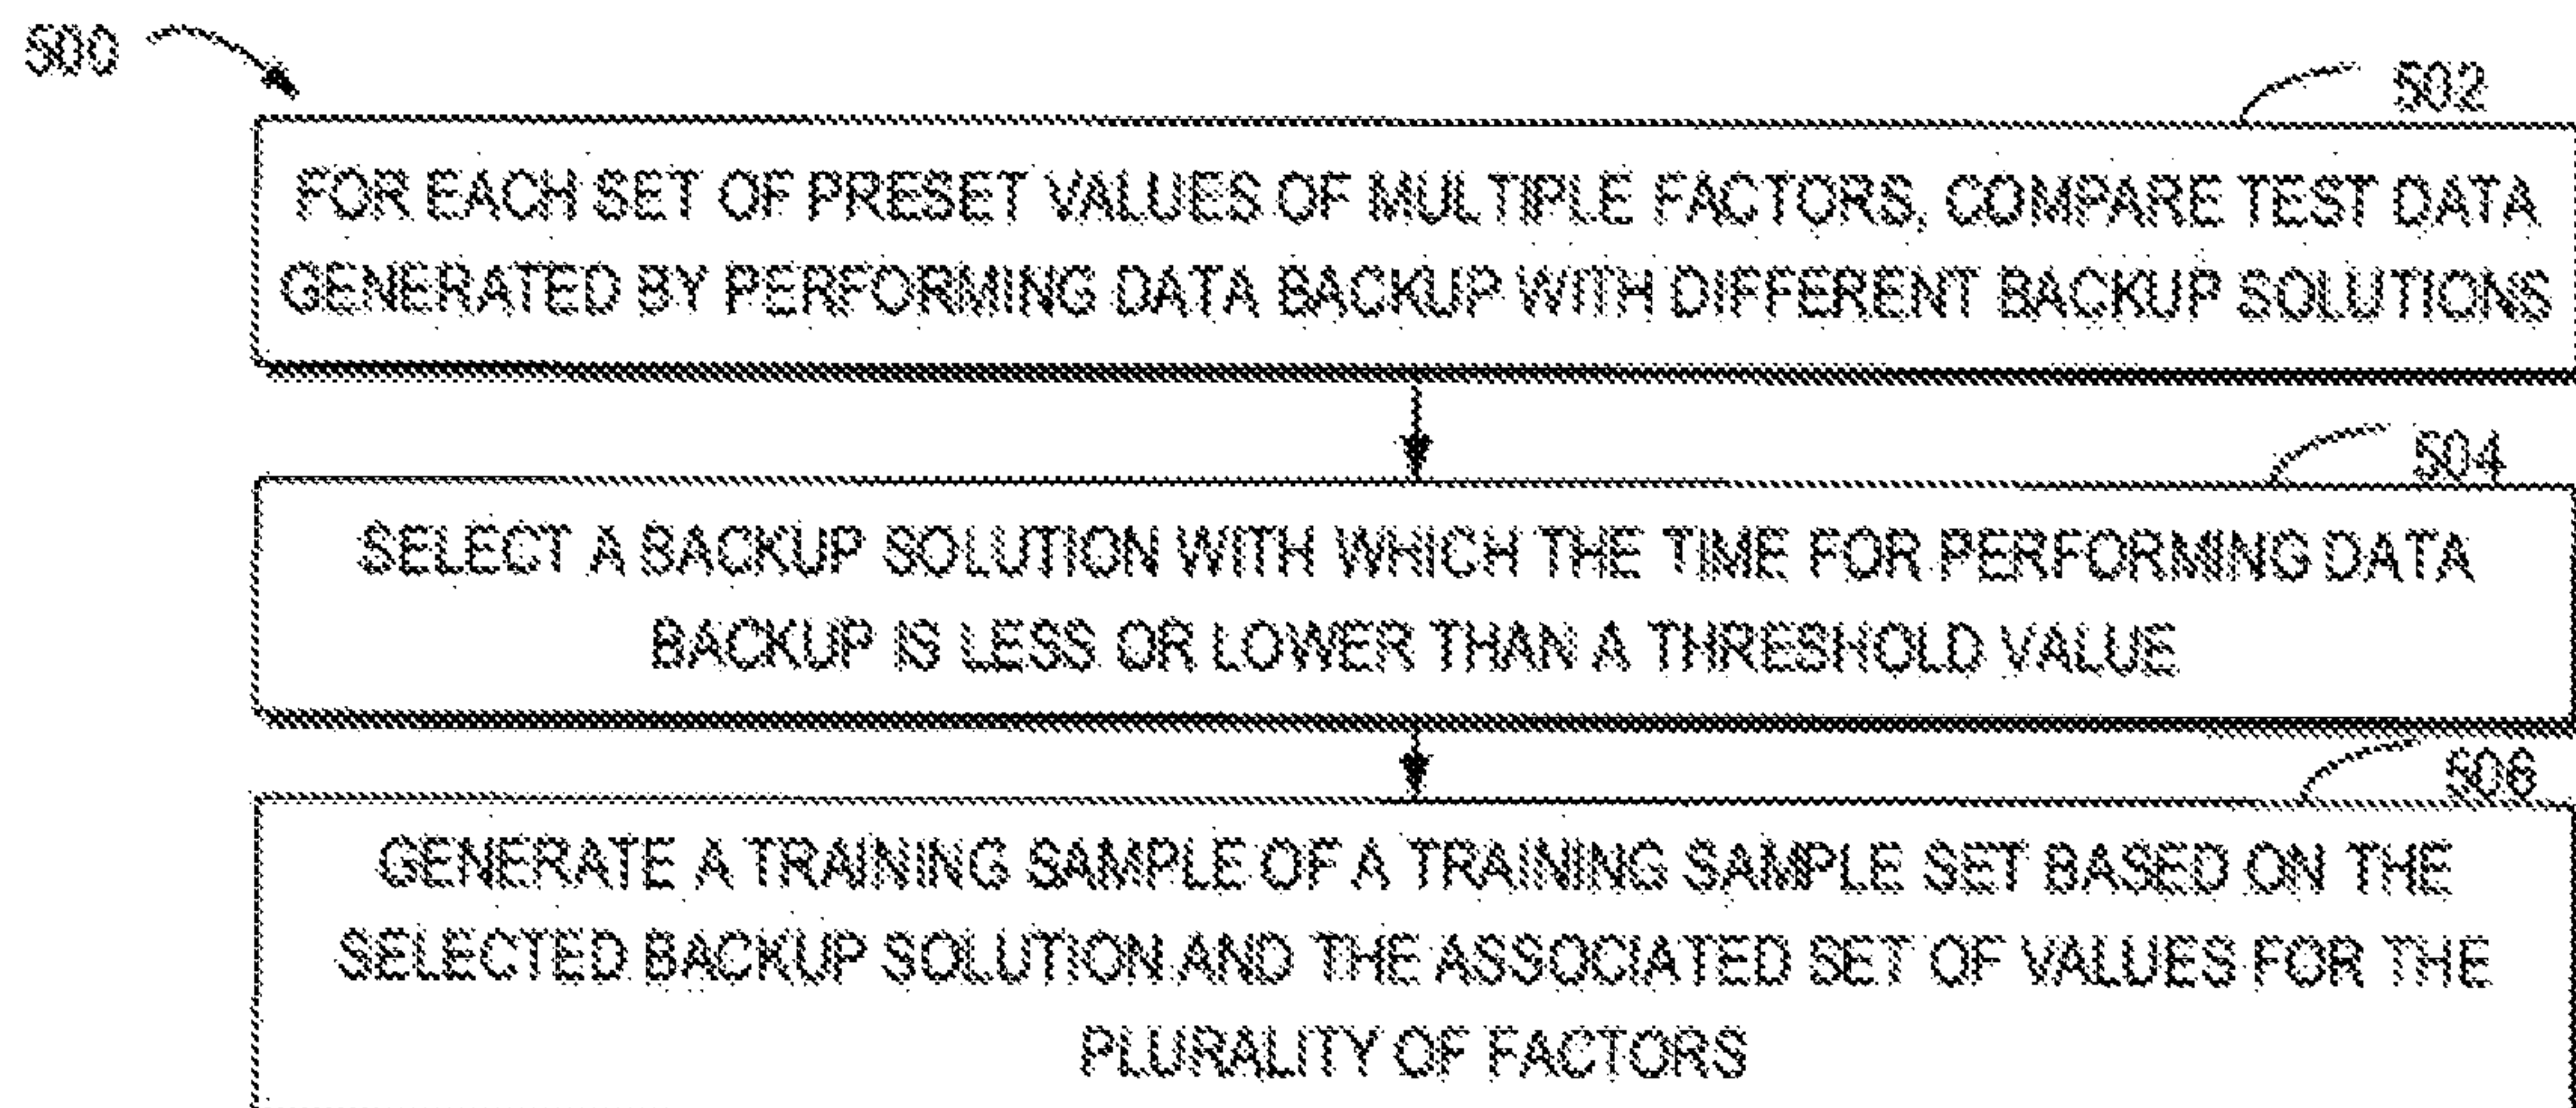 500
502
FOR EACH SET OF PRESET VALUES OF MULTIPLE FACTORS, COMPARE TEST DATA
GENERATED BY PERFORMING DATA BACKUP WITH DIFFERENT BACKUP SOLUTIONS
504
SELECT A BACKUP SOLUTION WITH WHICH THE TIME FOR PERFORMING DATA
BACKUP IS LESS OR LOWER THAN A THRESHOLD VALUE
506
GENERATE A TRAINING SAMPLE OF A TRAINING SAMPLE SET BASED ON THE
SELECTED BACKUP SOLUTION AND THE ASSOCIATED SET OF VALUES FOR THE
PLURALITY OF FACTORS